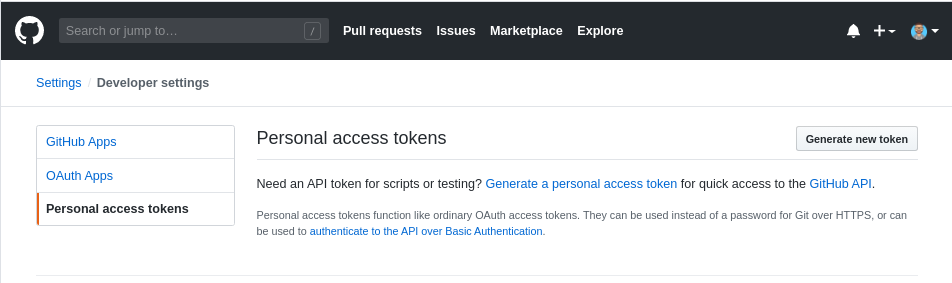 Search or jump to… /
Pull requests Issues Marketplace Explore
Settings / Developer settings
GitHub Apps
OAuth Apps
Personal access tokens
Personal access tokens
Generate new token
Need an API token for scripts or testing? Generate a personal access token for quick access to the GitHub API.
Personal access tokens function like ordinary OAuth access tokens. They can be used instead of a password for Git over HTTPS, or can
be used to authenticate to the API over Basic Authentication.